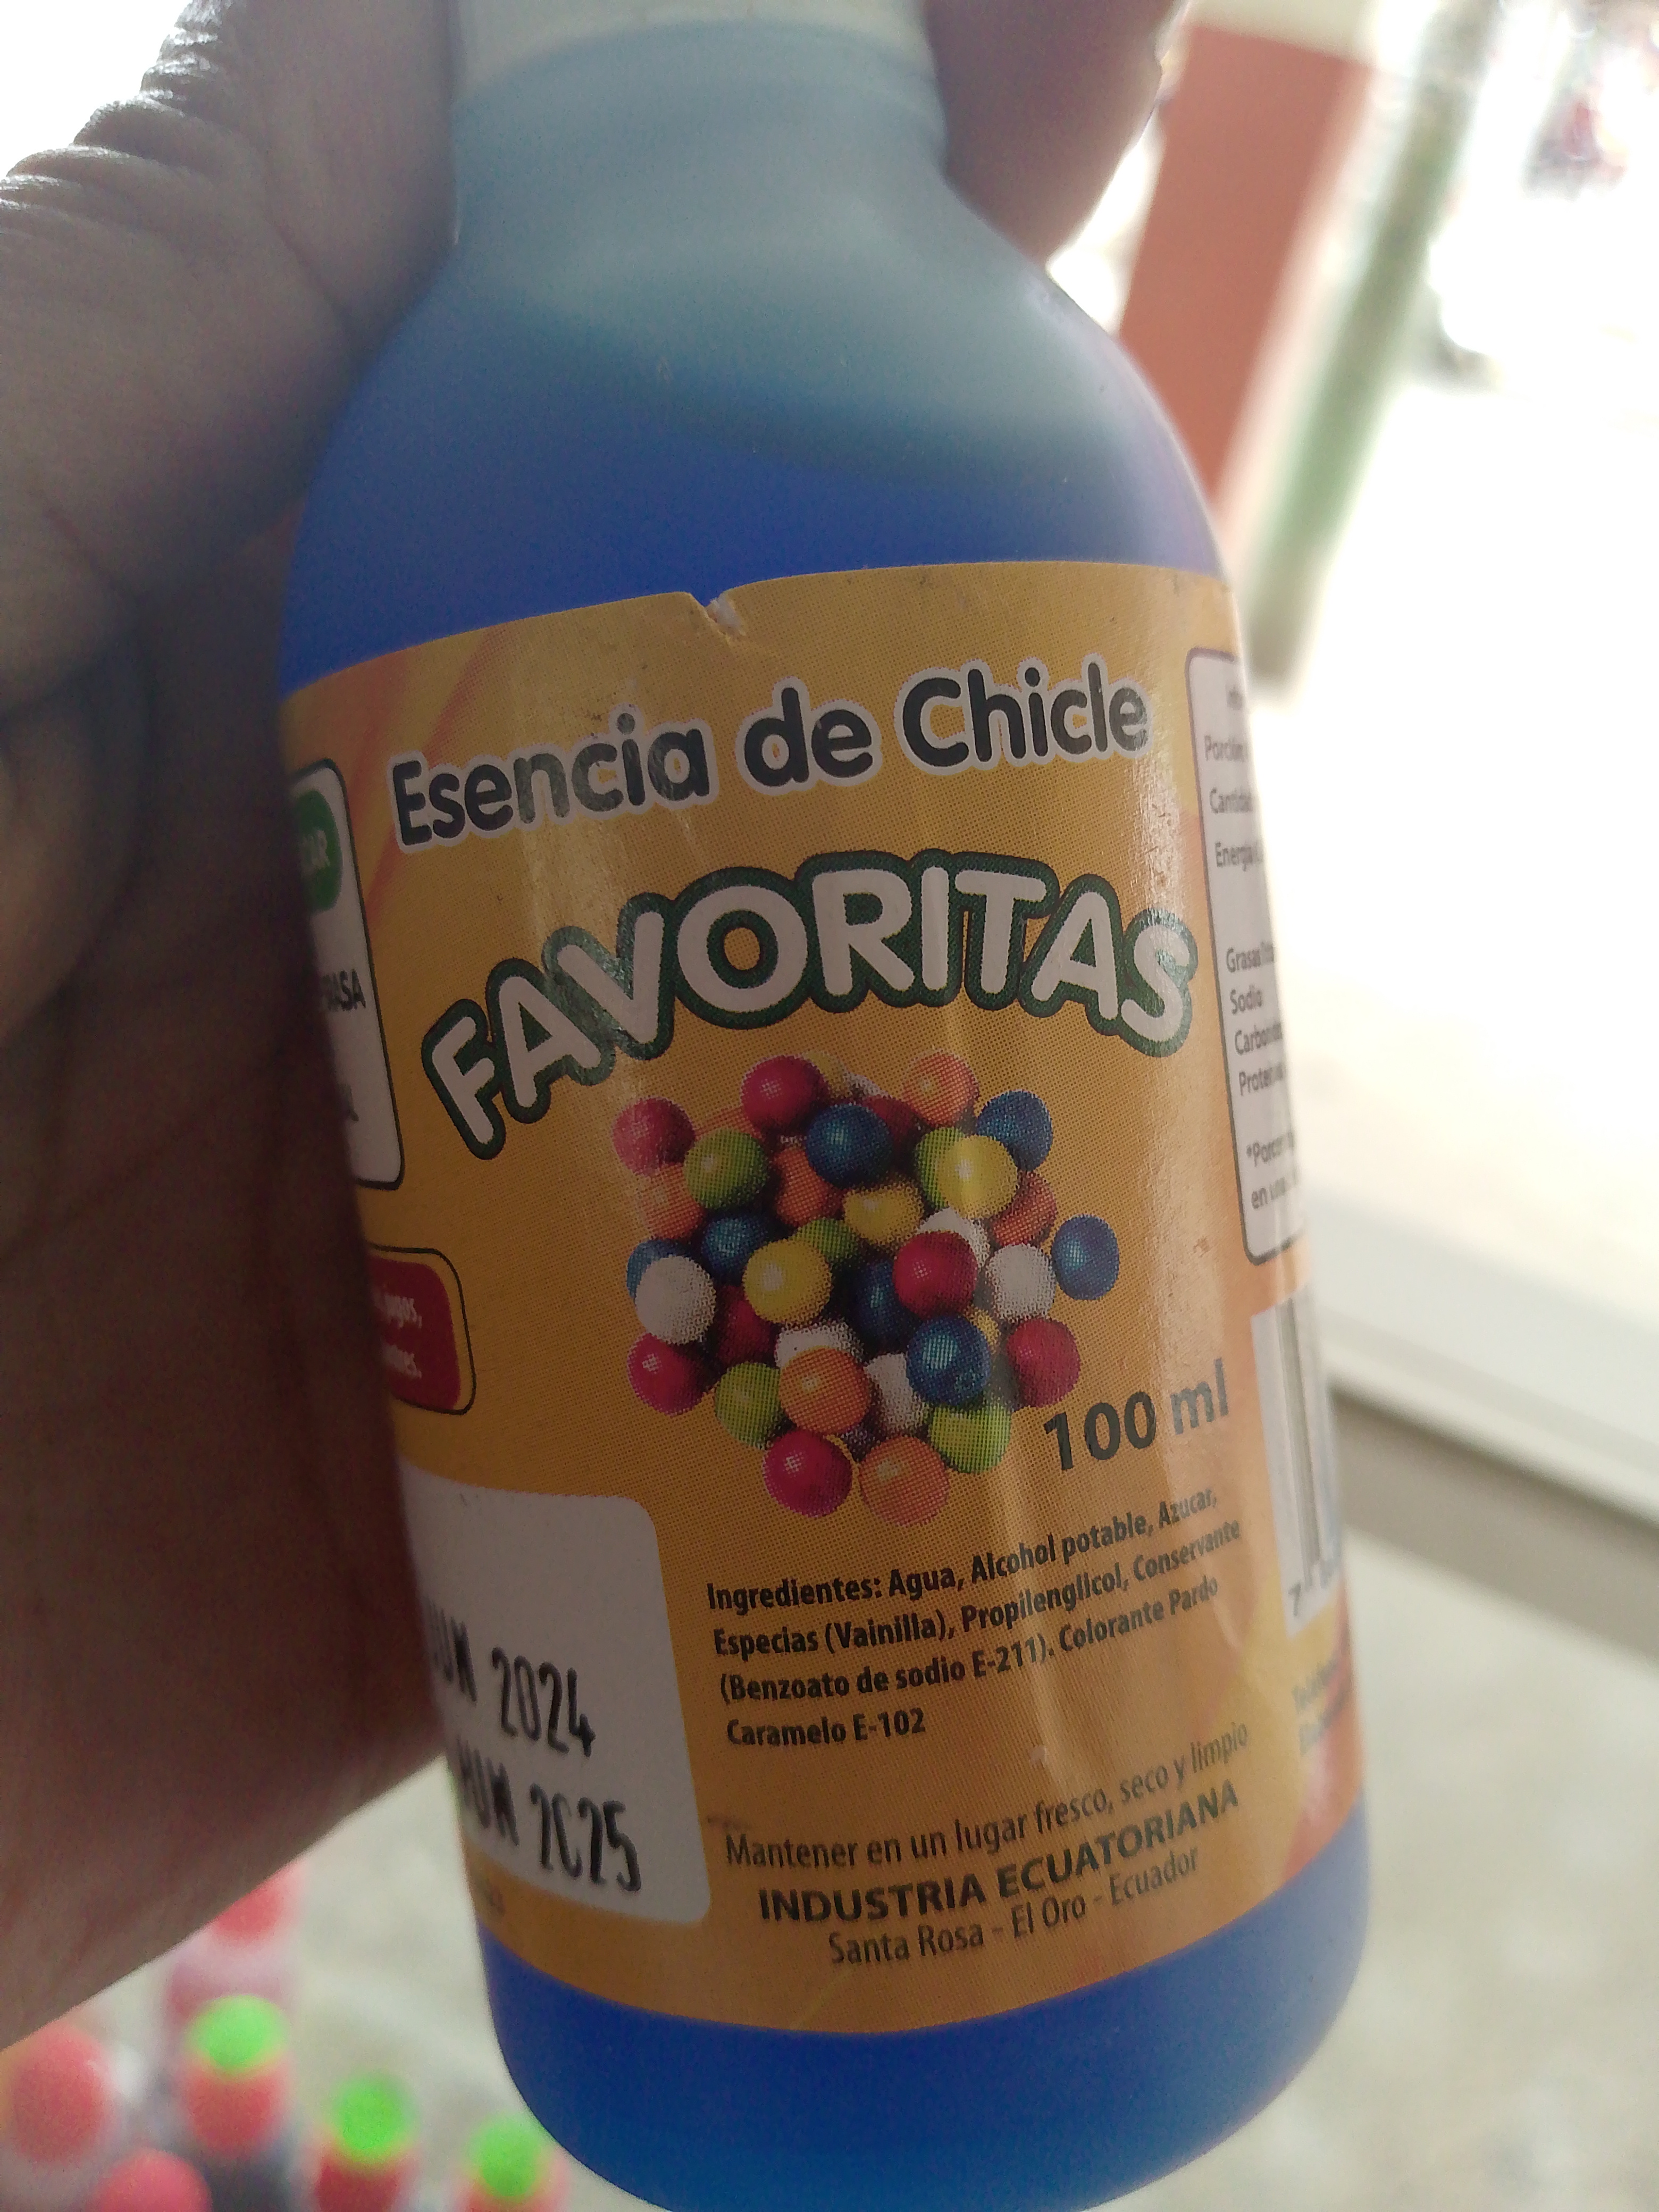 Esencia de Chicle
FAVORITAS
100 ml
Ingredientes: Agua, Alcohol potable, Azucar,
Especias (Vainilla), Propilenglicol, Conservante
(Benzoato de sodio E-211). Colorante Pardo
Caramelo E-102
Mantener en un lugar fresco, seco y limpio
INDUSTRIA ECUATORIANA
Santa Rosa - El Oro - Ecuador
2024
2025
Sodio
7